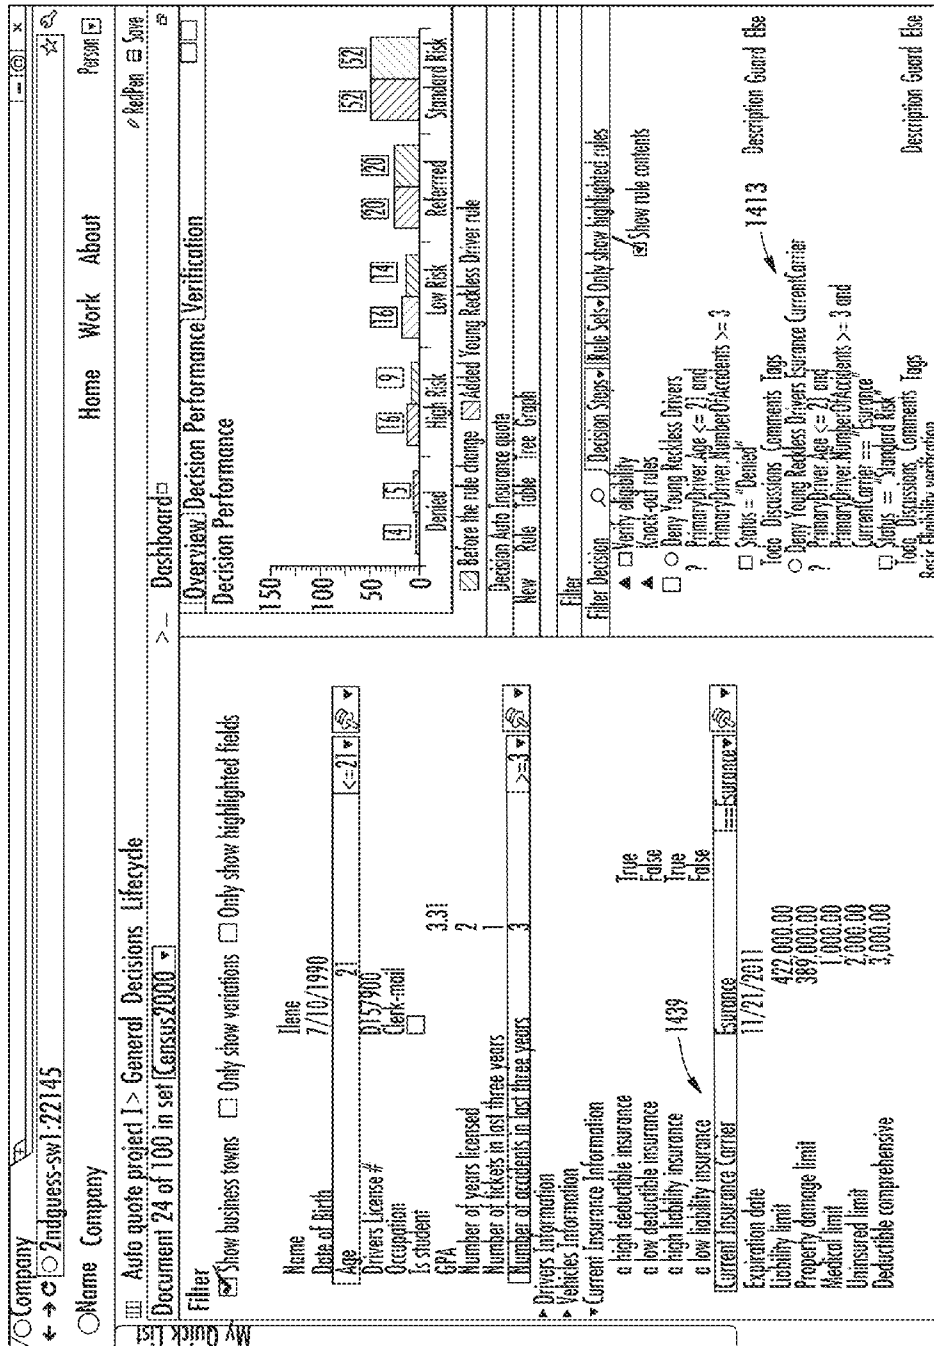 Company
2ndguess-sw1:22145
Name Company
Home Work About
Person
Auto quote project 1 > General Decisions Lifecycle
RedPen Save
Document 24 of 100 in set Census2000
>_ Dashboard
My Quick List
Filter
Show business towns Only show variations Only show highlighted fields
Name Ilene
Date of Birth 7/10/1990
Age 21 <=21
Drivers License # D157900
Occupation Clerk-mail
Is student
GPA 3.31
Number of years licensed 2
Number of tickets in last three years 1
Number of accidents in last three years 3 >=3
Drivers Information
Vehicles Information
Current Insurance Information
a high deductible insurance True
a low deductible insurance False
a high liability insurance True
a low liability insurance False
1439
Current Insurance Carrier Esurance ==Esurance
Expiration date 11/21/2011
Liability limit 422,000.00
Property damage limit 389,000.00
Medical limit 1,000.00
Uninsured limit 2,000.00
Deductible comprehensive 3,000.00
Overview Decision Performance Verification
Decision Performance
150
100
50
0
4 5 16 9 16 14 20 20 52 52
Denied High Risk Low Risk Referrred Standard Risk
Before the rule change Added Young Reckless Driver rule
Decision Auto Insurance quote
New Rule Table Tree Graph
Filter
Filter Decision Decision Steps Rule Sets Only show highlighted rules
Show rule contents
Verify eligibility
Knock-out rules
Deny Young Reckless Drivers
? PrimaryDriver.Age <= 21 and
PrimaryDriver.NumberOfAccidents >= 3
Status = "Denied"
Todo Discussions Comments Tags Description Guard Else
1413
Deny Young Reckless Drivers Esurance CurrentCarrier
? PrimaryDriver.Age <= 21 and
PrimaryDriver.NumberOfAccidents >= 3 and
CurrentCarrier == "Esurance"
Status = "Standard Risk"
Todo Discussions Comments Tags Description Guard Else
Basic Eligibility verification